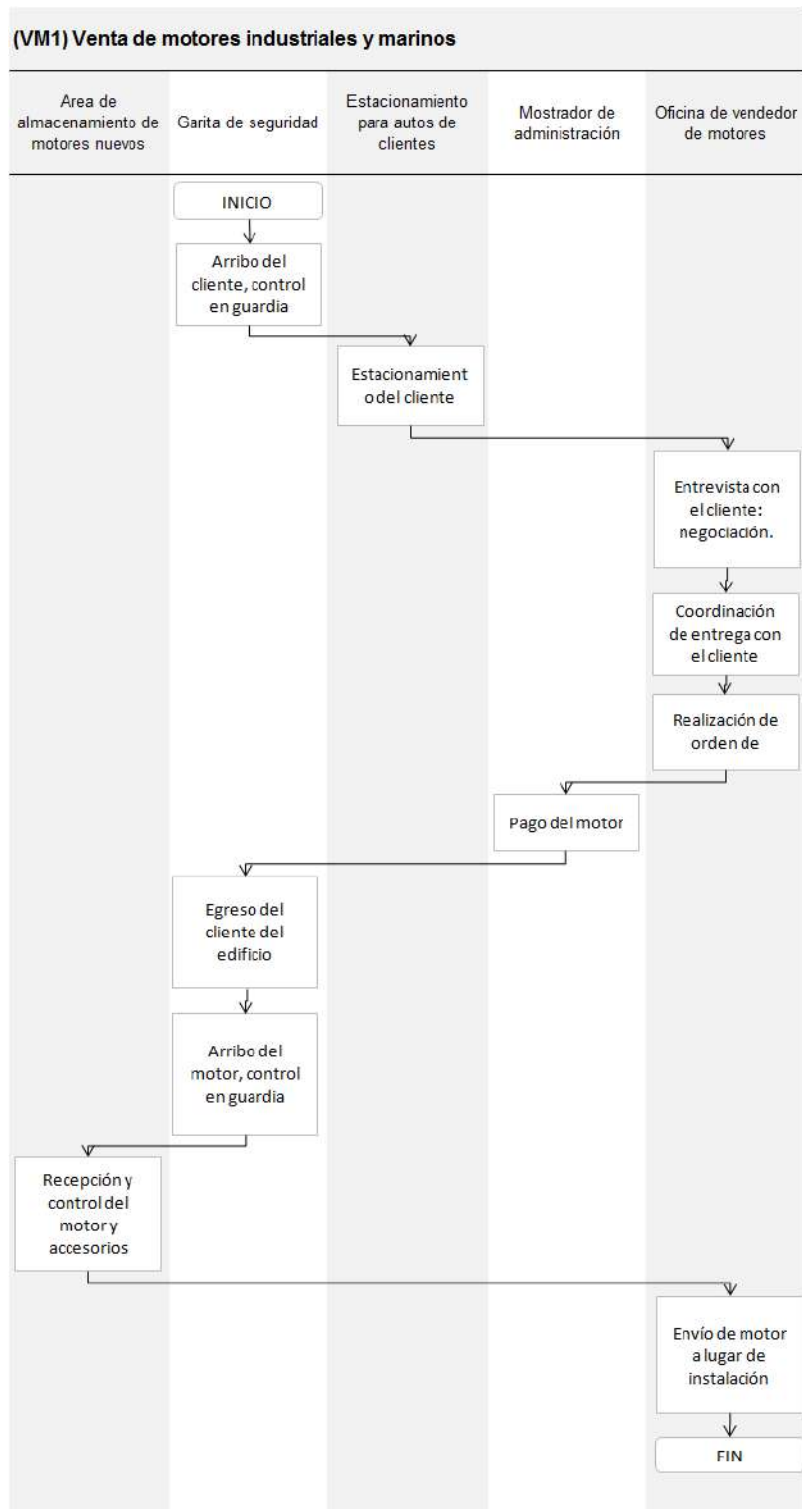 (VM1) Venta de motores industriales y marinos
Area de
almacenamiento de
motores nuevos
Garita de seguridad
Estacionamiento
para autos de
clientes
Mostrador de
administración
Oficina de vendedor
de motores
INICIO
Arribo del
cliente, control
en guardia
Estacionamient
o del cliente
Entrevista con
el cliente:
negociación.
Coordinación
de entrega con
el cliente
Realización de
orden de
Pago del motor
Egreso del
cliente del
edificio
Arribo del
motor, control
en guardia
Recepción y
control del
motor y
accesorios
Envío de motor
a lugar de
instalación
FIN